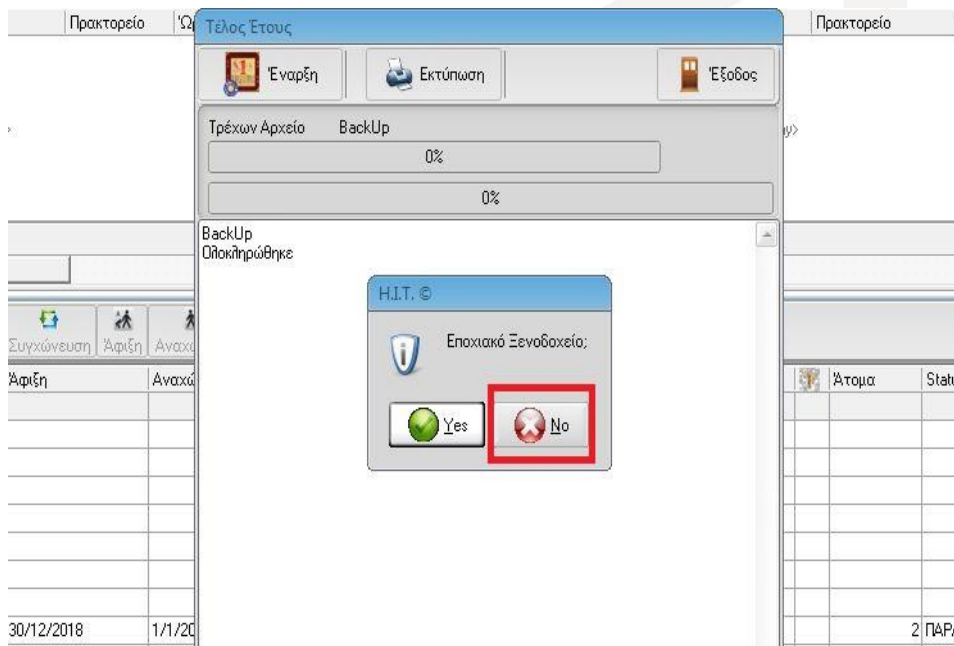 Πρακτορείο
Τέλος Έτους
Πρακτορείο
Έναρξη Εκτύπωση Έξοδος
Τρέχων Αρχείο BackUp
0%
0%
BackUp
Ολοκληρώθηκε
H.I.T. ©
Εποχιακό Ξενοδοχείο;
Yes No
Συγχώνευση Άφιξη
Άφιξη
Άτομα
30/12/2018
2